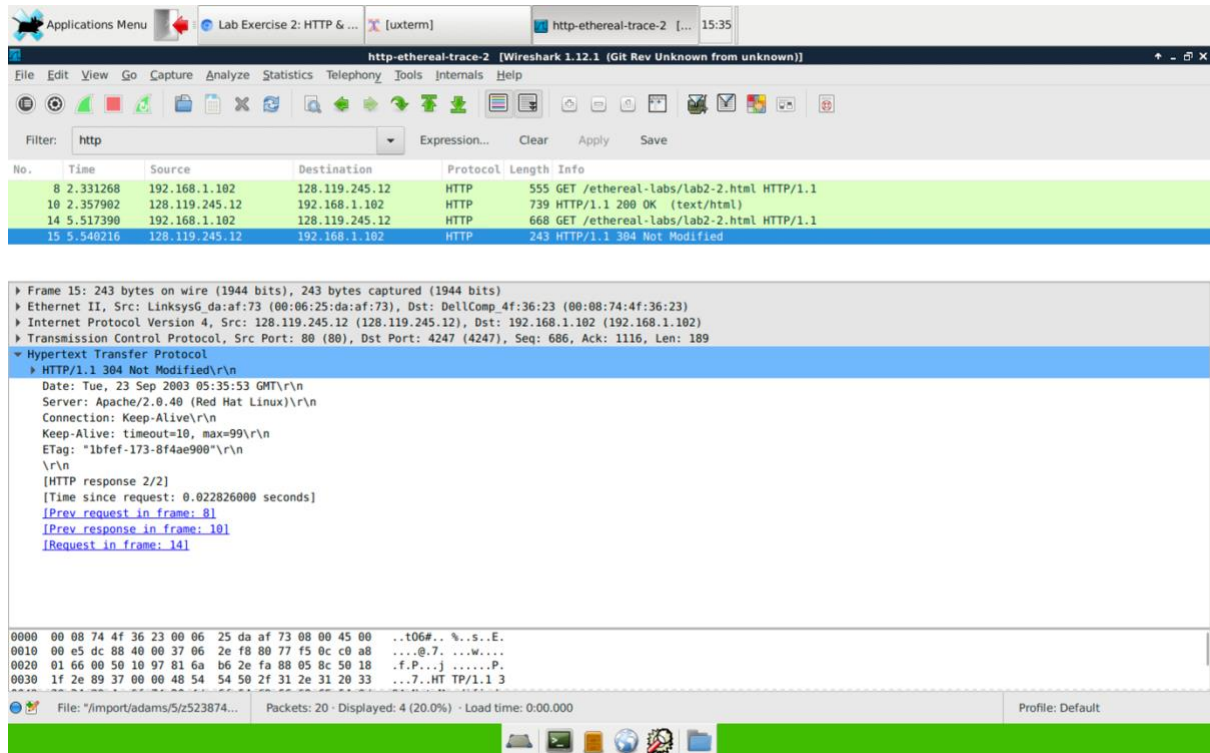 Applications Menu Lab Exercise 2: HTTP & ... [uxterm] http-ethereal-trace-2 [... 15:35
http-ethereal-trace-2 [Wireshark 1.12.1 (Git Rev Unknown from unknown)]
File Edit View Go Capture Analyze Statistics Telephony Tools Internals Help
Filter: http Expression... Clear Apply Save
No. Time Source Destination Protocol Length Info
8 2.331268 192.168.1.102 128.119.245.12 HTTP 555 GET /ethereal-labs/lab2-2.html HTTP/1.1
10 2.357902 128.119.245.12 192.168.1.102 HTTP 739 HTTP/1.1 200 OK (text/html)
14 5.517390 192.168.1.102 128.119.245.12 HTTP 668 GET /ethereal-labs/lab2-2.html HTTP/1.1
15 5.540216 128.119.245.12 192.168.1.102 HTTP 243 HTTP/1.1 304 Not Modified
Frame 15: 243 bytes on wire (1944 bits), 243 bytes captured (1944 bits)
Ethernet II, Src: LinksysG_da:af:73 (00:06:25:da:af:73), Dst: DellComp_4f:36:23 (00:08:74:4f:36:23)
Internet Protocol Version 4, Src: 128.119.245.12 (128.119.245.12), Dst: 192.168.1.102 (192.168.1.102)
Transmission Control Protocol, Src Port: 80 (80), Dst Port: 4247 (4247), Seq: 686, Ack: 1116, Len: 189
Hypertext Transfer Protocol
HTTP/1.1 304 Not Modified\r\n
Date: Tue, 23 Sep 2003 05:35:53 GMT\r\n
Server: Apache/2.0.40 (Red Hat Linux)\r\n
Connection: Keep-Alive\r\n
Keep-Alive: timeout=10, max=99\r\n
ETag: "1bfef-173-8f4ae900"\r\n
\r\n
[HTTP response 2/2]
[Time since request: 0.022826000 seconds]
[Prev request in frame: 8]
[Prev response in frame: 10]
[Request in frame: 14]
0000 00 08 74 4f 36 23 00 06 25 da af 73 08 00 45 00 ..tO6#.. %..s..E.
0010 00 e5 dc 88 40 00 37 06 2e f8 80 77 f5 0c c0 a8 ....@.7. ...w....
0020 01 66 00 50 10 97 81 6a b6 2e fa 88 05 8c 50 18 .f.P...j ......P.
0030 1f 2e 89 37 00 00 48 54 54 50 2f 31 2e 31 20 33 ...7..HT TP/1.1 3
File: "/import/adams/5/z523874... Packets: 20 · Displayed: 4 (20.0%) · Load time: 0:00.000 Profile: Default